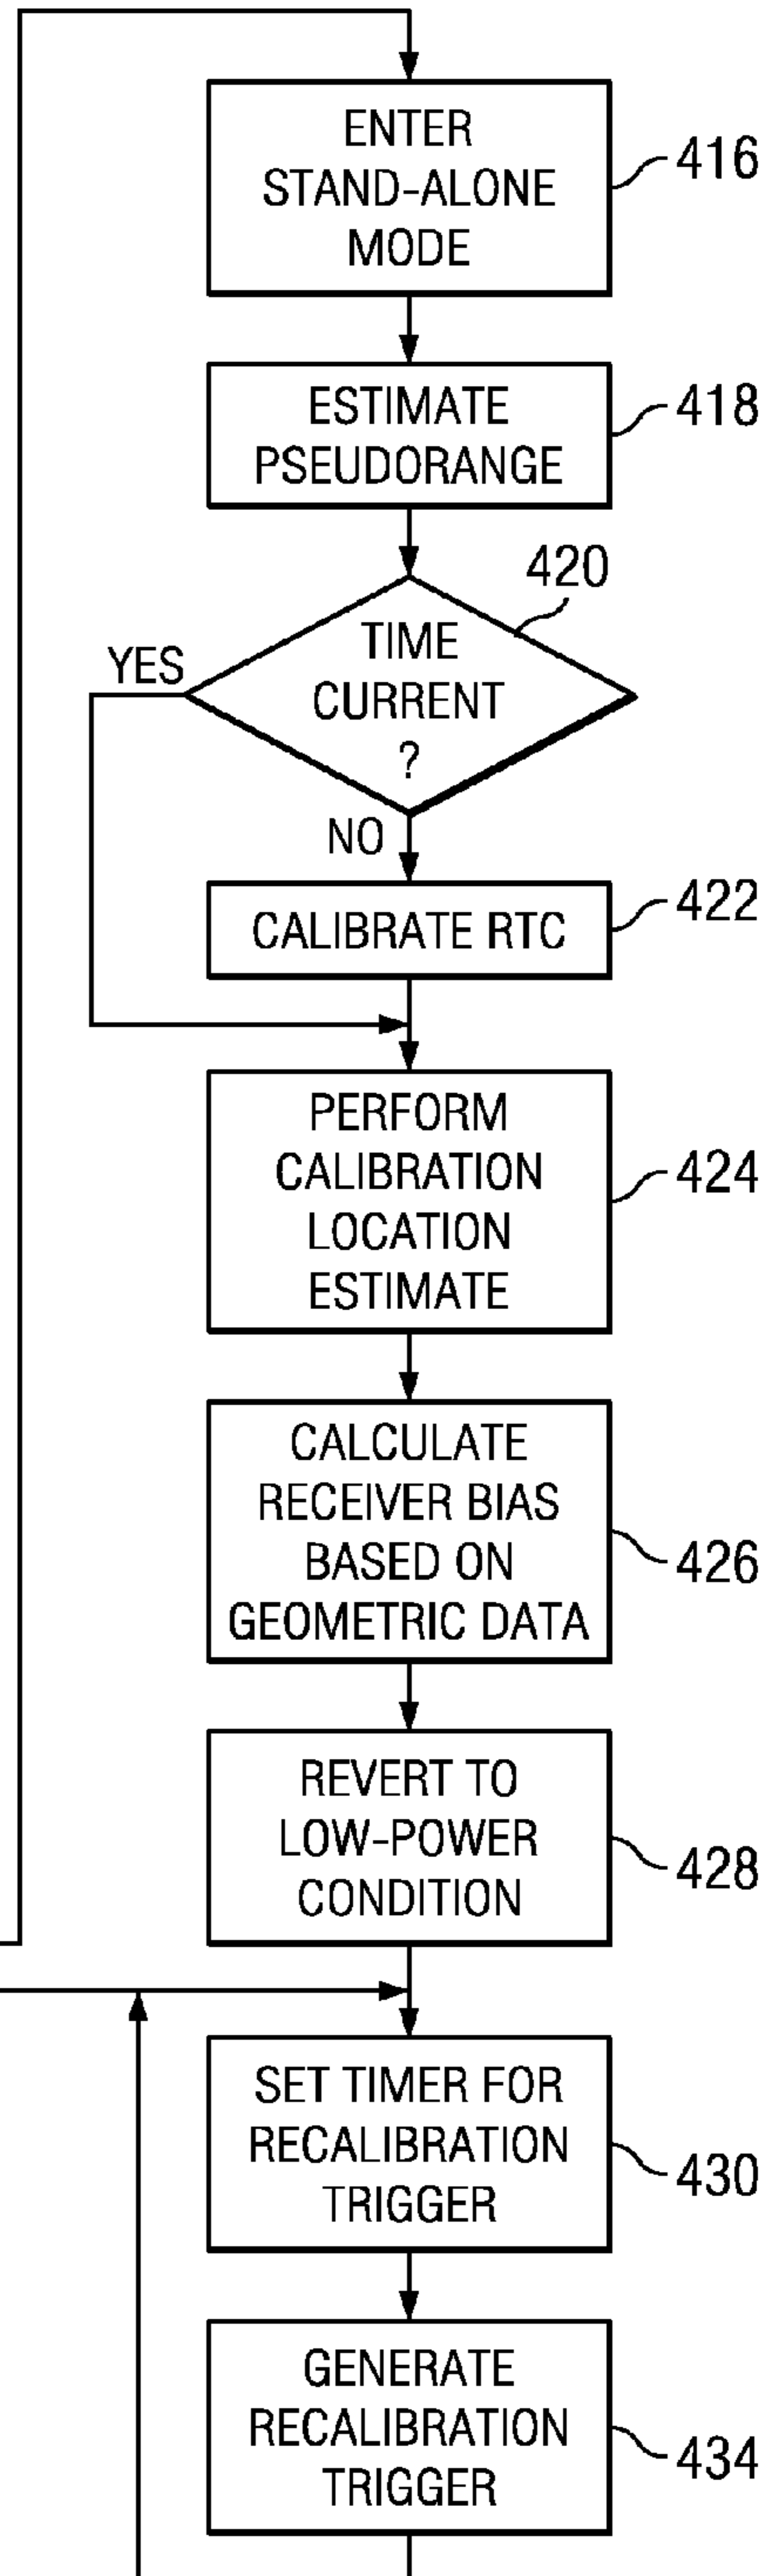 ENTER
STAND-ALONE
MODE
416
ESTIMATE
PSEUDORANGE
418
420
TIME
CURRENT
?
YES
NO
CALIBRATE RTC
422
PERFORM
CALIBRATION
LOCATION
ESTIMATE
424
CALCULATE
RECEIVER BIAS
BASED ON
GEOMETRIC DATA
426
REVERT TO
LOW-POWER
CONDITION
428
SET TIMER FOR
RECALIBRATION
TRIGGER
430
GENERATE
RECALIBRATION
TRIGGER
434